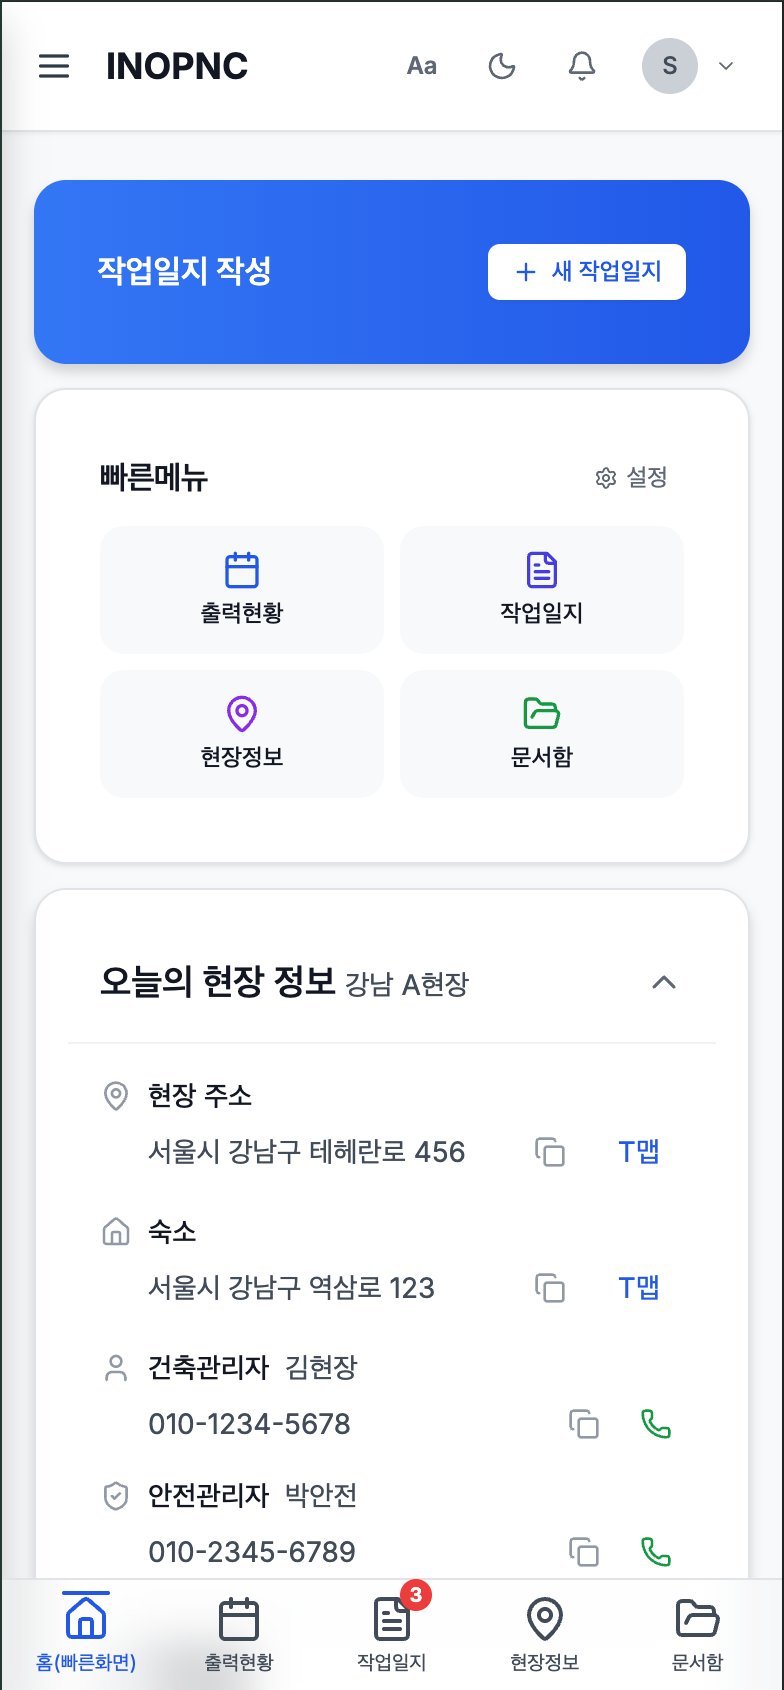 INOPNC Aa S
작업일지 작성 새 작업일지
빠른메뉴 설정
출력현황 작업일지
현장정보 문서함
오늘의 현장 정보 강남 A현장
현장 주소
서울시 강남구 테헤란로 456 T맵
숙소
서울시 강남구 역삼로 123 T맵
건축관리자 김현장
010-1234-5678
안전관리자 박안전
010-2345-6789
3
홈(빠른화면) 출력현황 작업일지 현장정보 문서함